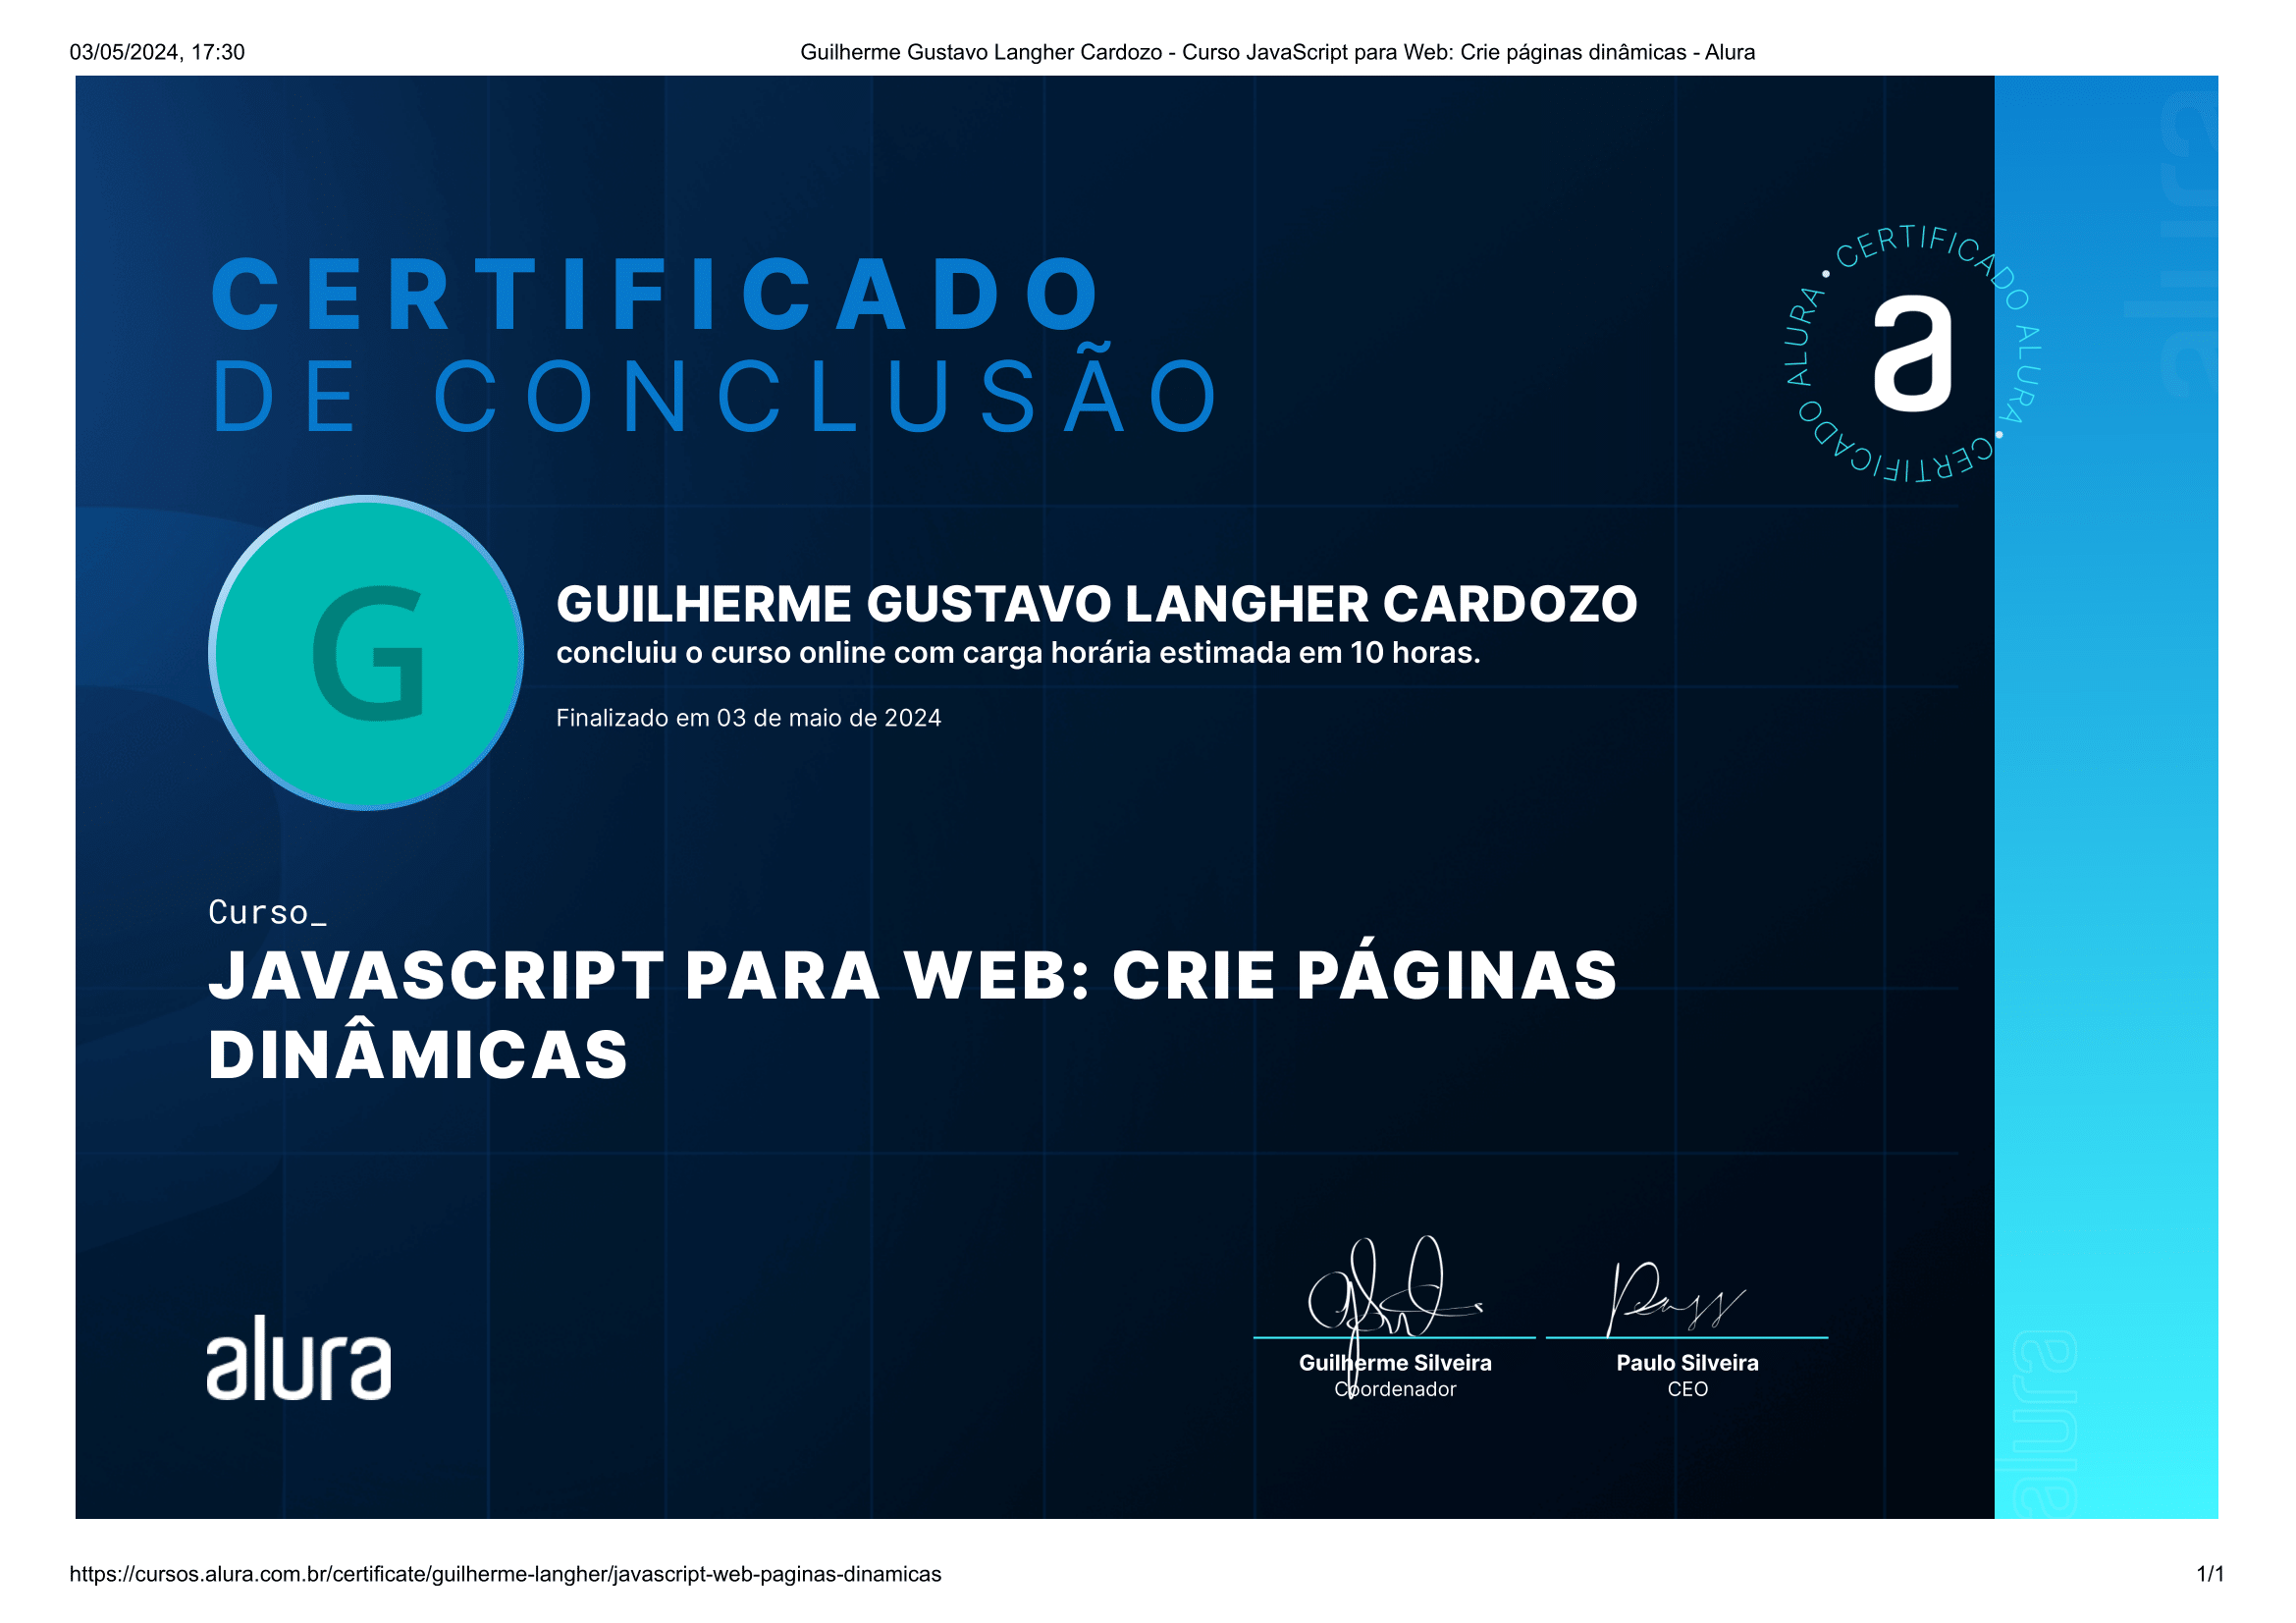 03/05/2024, 17:30
Guilherme Gustavo Langher Cardozo - Curso JavaScript para Web: Crie páginas dinâmicas - Alura
CERTIFICADO
DE CONCLUSÃO
• CERTIFICADO ALURA • CERTIFICADO ALURA
a
alura
G
GUILHERME GUSTAVO LANGHER CARDOZO
concluiu o curso online com carga horária estimada em 10 horas.
Finalizado em 03 de maio de 2024
Curso_
JAVASCRIPT PARA WEB: CRIE PÁGINAS
DINÂMICAS
alura
Guilherme Silveira
Coordenador
Paulo Silveira
CEO
alura
https://cursos.alura.com.br/certificate/guilherme-langher/javascript-web-paginas-dinamicas
1/1